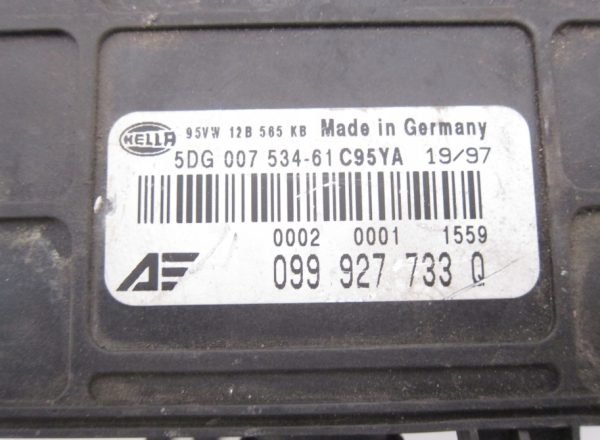 HELLA 95VW 12B 565 KB Made in Germany
5DG 007 534-61 C95YA 19/97
0002 0001 1559
AE 099 927 733 Q